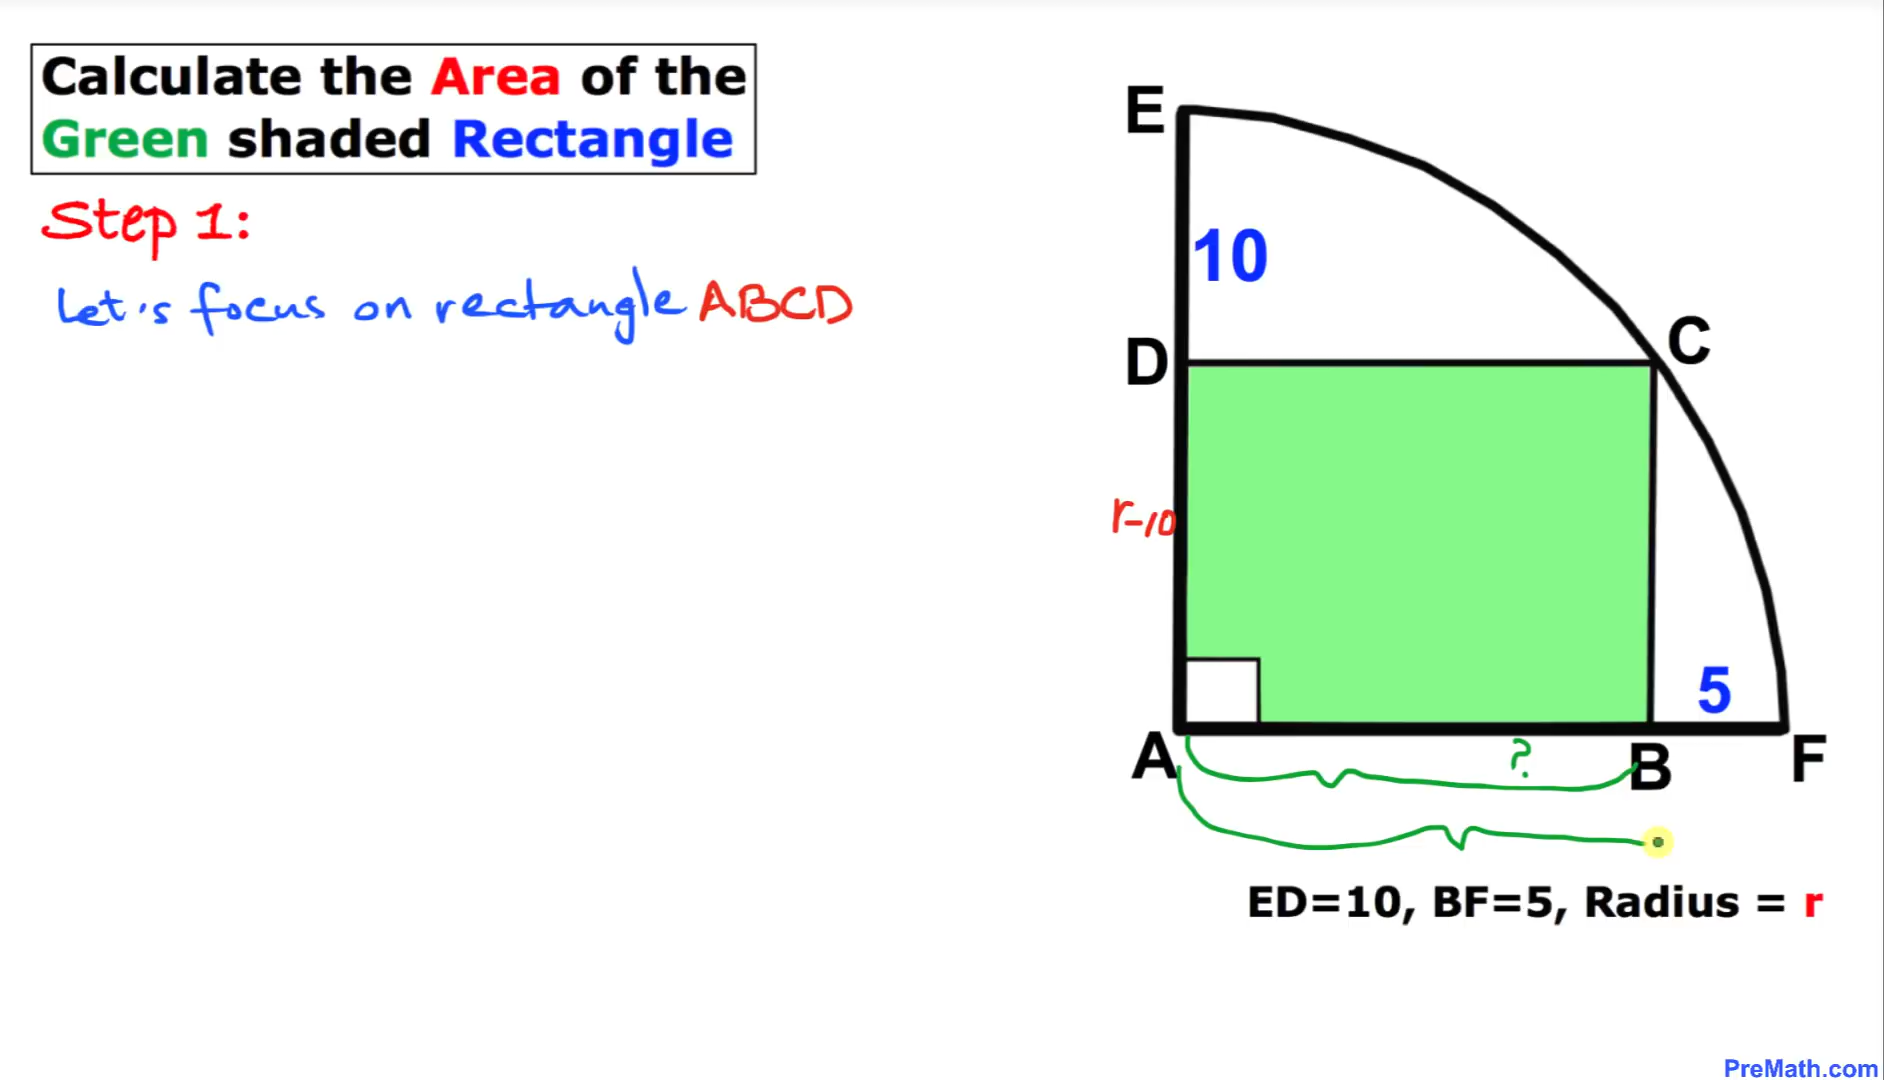 Calculate the Area of the
Green shaded Rectangle
Step 1:
Let's focus on rectangle ABCD
E
10
D
C
r-10
5
A
?
B
F
ED=10, BF=5, Radius = r
PreMath.com